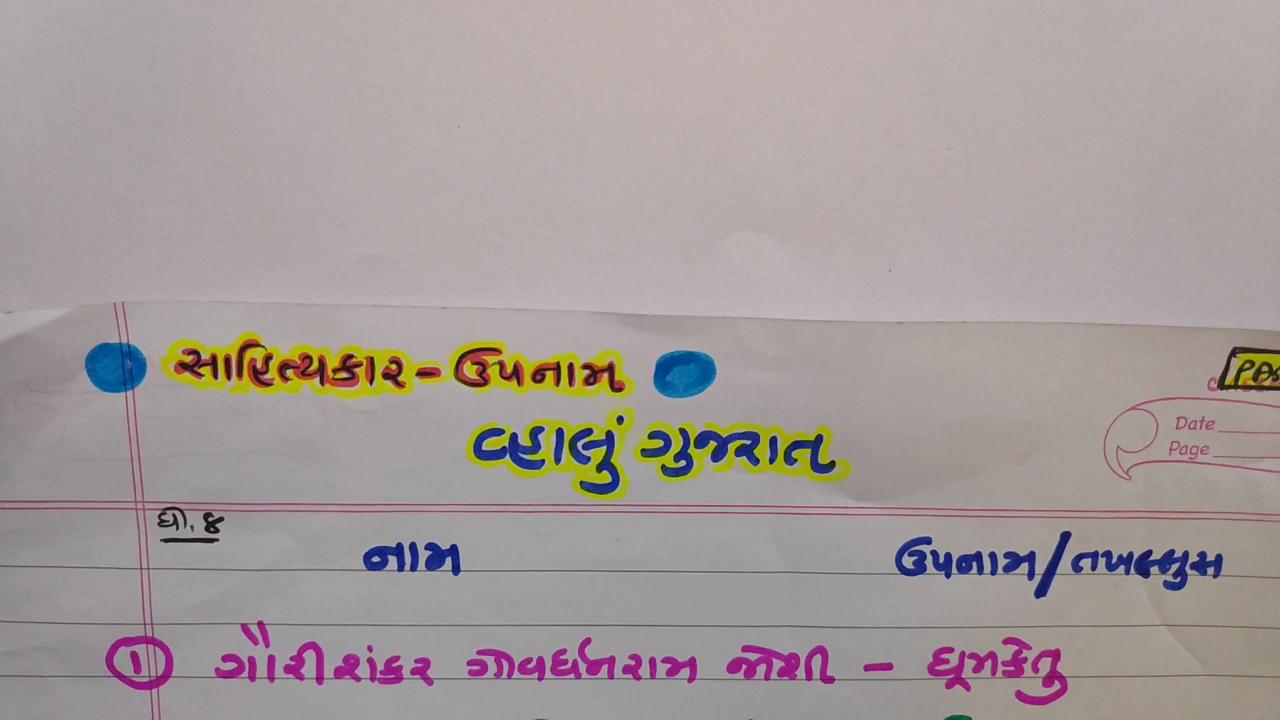 સાહિત્યકાર - ઉપનામ
વ્હાલું ગુજરાત
Date
Page
ધો. ૪
નામ
ઉપનામ/તખલ્લુસ
૧ ગૌરીશંકર ગોવર્ધનરામ જોશી - ધૂમકેતુ